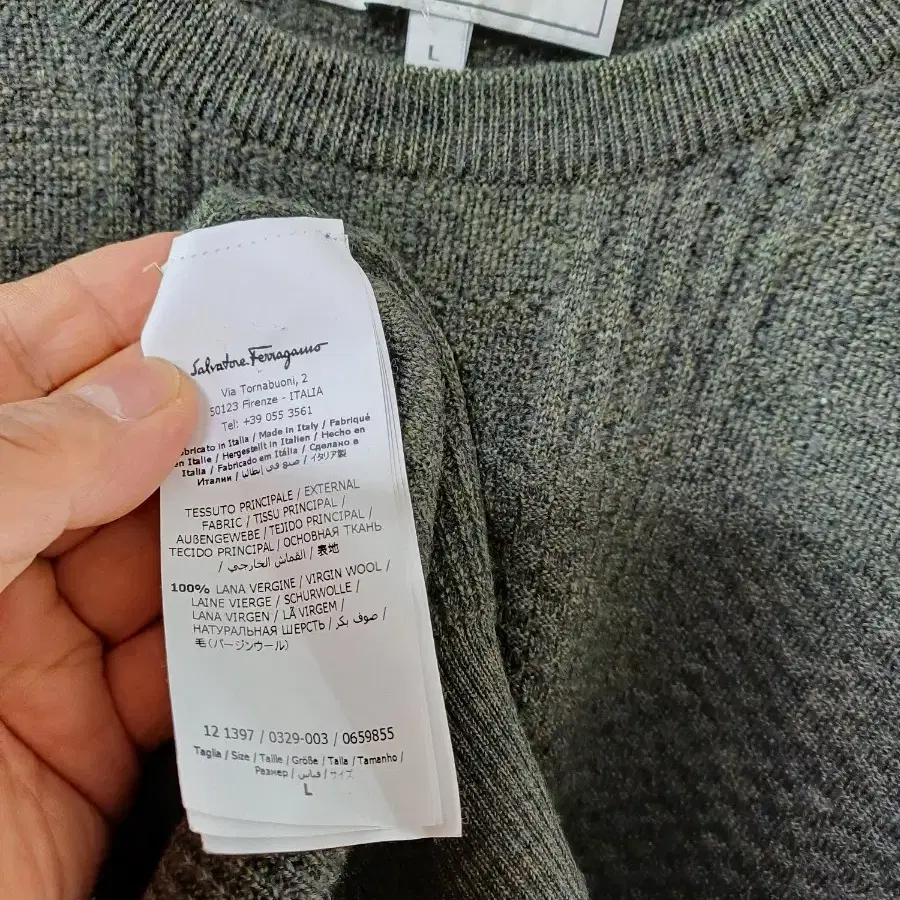 L
Salvatore Ferragamo
Via Tornabuoni, 2
50123 Firenze - ITALIA
Tel: +39 055 3561
bbricato in Italia / Made in Italy / Fabriqué
en Italie / Hergestellt in Italien / Hecho en
Italia / Fabricado em Itália / Сделано в
Италии / صنع في إيطاليا / イタリア製
TESSUTO PRINCIPALE / EXTERNAL
FABRIC / TISSU PRINCIPAL /
AUßENGEWEBE / TEJIDO PRINCIPAL /
TECIDO PRINCIPAL / ОСНОВНАЯ ТКАНЬ
/ القماش الخارجي / 表地
100% LANA VERGINE / VIRGIN WOOL /
LAINE VIERGE / SCHURWOLLE /
LANA VIRGEN / LÃ VIRGEM /
НАТУРАЛЬНАЯ ШЕРСТЬ / صوف بكر /
毛(バージンウール)
12 1397 / 0329-003 / 0659855
Taglia / Size / Taille / Größe / Talla / Tamanho /
Размер / قياس / サイズ
L